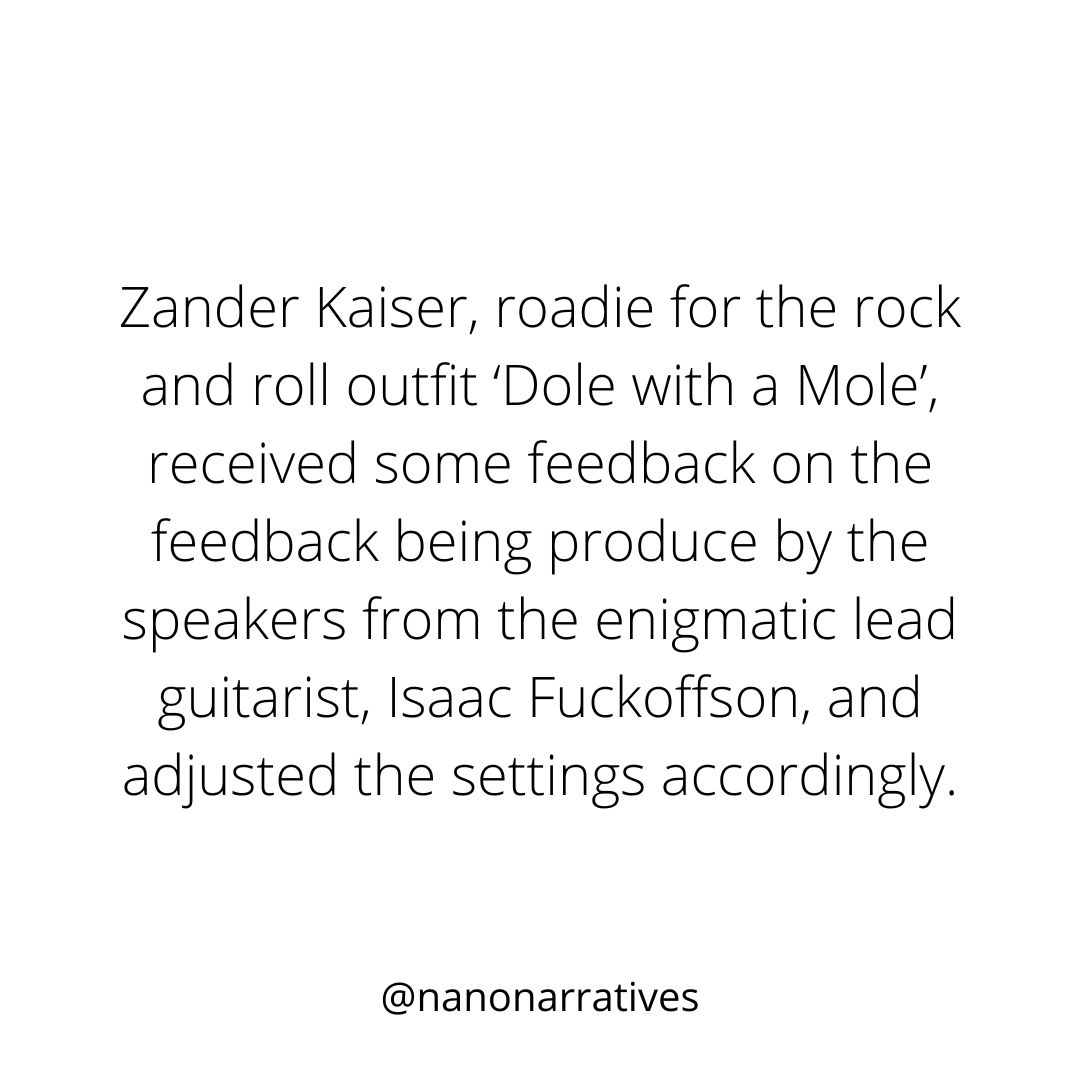 Zander Kaiser, roadie for the rock
and roll outfit ‘Dole with a Mole’,
received some feedback on the
feedback being produce by the
speakers from the enigmatic lead
guitarist, Isaac Fuckoffson, and
adjusted the settings accordingly.
@nanonarratives